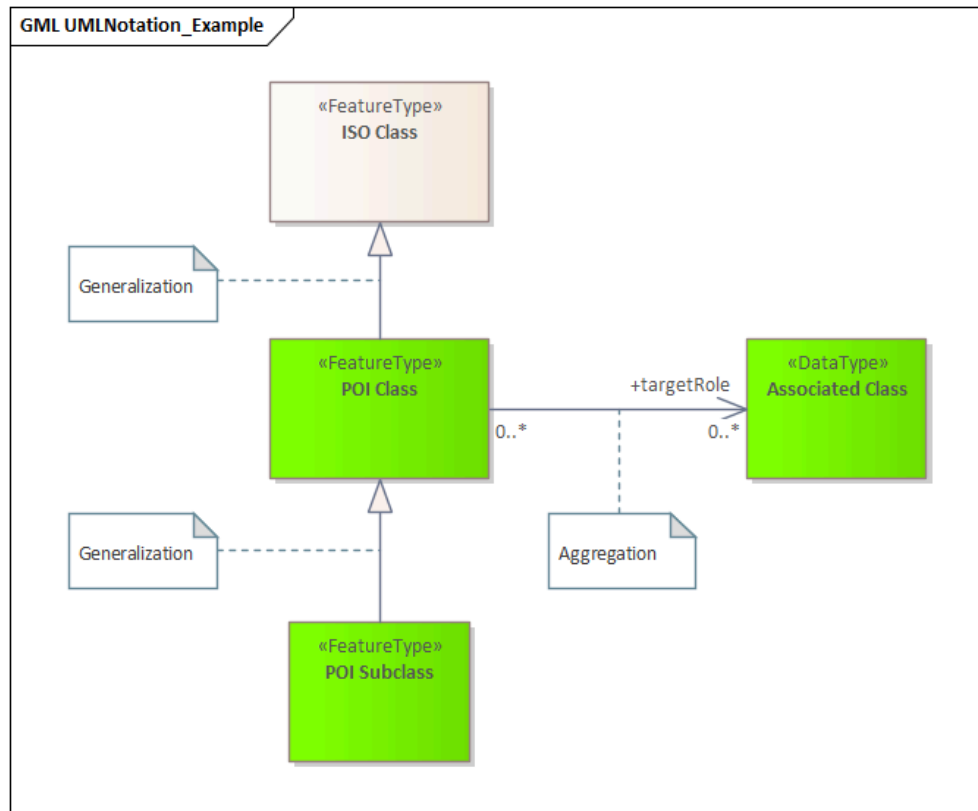 GML UMLNotation_Example
«FeatureType»
ISO Class
Generalization
«FeatureType»
POI Class
+targetRole
0..*
0..*
«DataType»
Associated Class
Generalization
Aggregation
«FeatureType»
POI Subclass